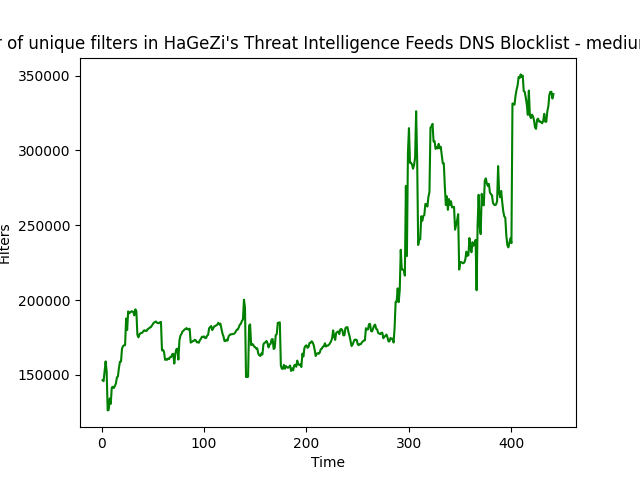 of unique filters in HaGeZi's Threat Intelligence Feeds DNS Blocklist -
350000
300000
250000
200000
150000
Filters
0 100 200 300 400
Time